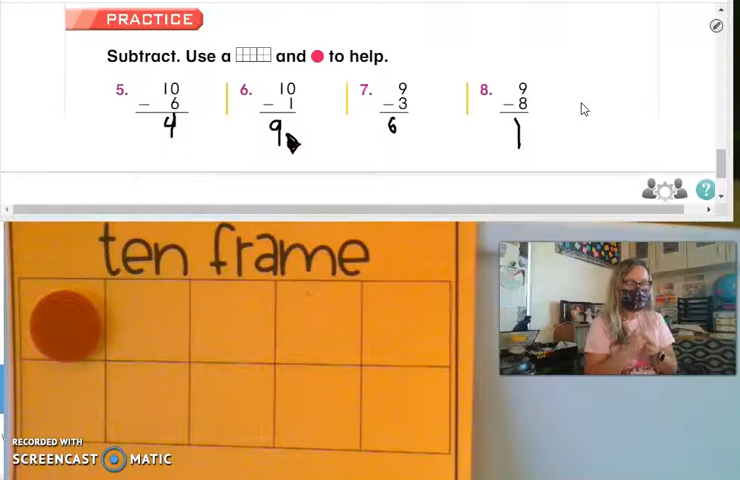 PRACTICE
Subtract. Use a and to help.
5. 10 6. 10 7. 9 8. 9
− 6 − 1 − 3 − 8
4 9 6 1
?
ten frame
RECORDED WITH
SCREENCAST MATIC